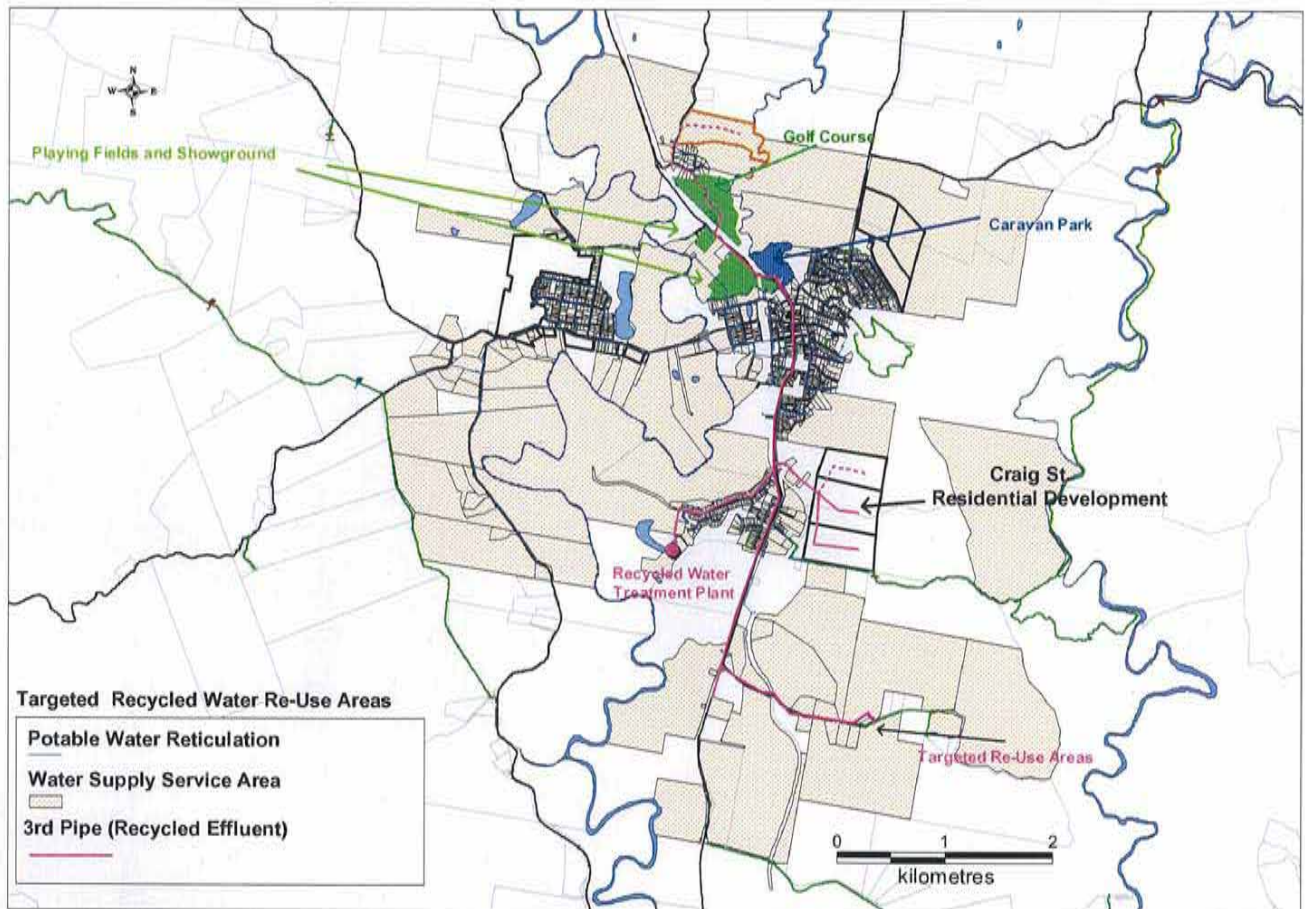 N
W E
S
Golf Course
Playing Fields and Showground
Caravan Park
Craig St
Residential Development
Recycled Water
Treatment Plant
Targeted Re-Use Areas
Targeted Recycled Water Re-Use Areas
Potable Water Reticulation
Water Supply Service Area
3rd Pipe (Recycled Effluent)
0 1 2
kilometres